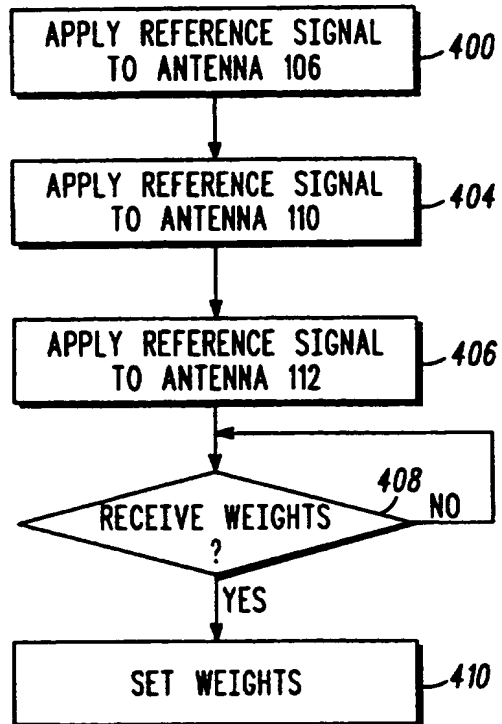 APPLY REFERENCE SIGNAL
TO ANTENNA 106
400
APPLY REFERENCE SIGNAL
TO ANTENNA 110
404
APPLY REFERENCE SIGNAL
TO ANTENNA 112
406
408
RECEIVE WEIGHTS
?
NO
YES
SET WEIGHTS
410